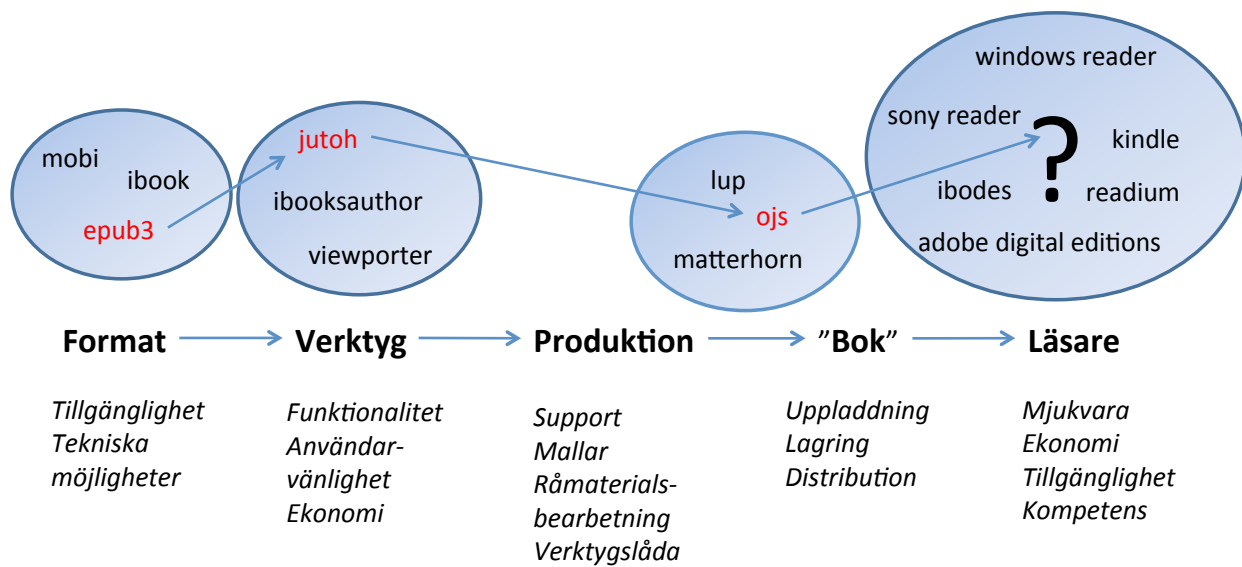 mobi
ibook
epub3
jutoh
ibooksauthor
viewporter
lup
ojs
matterhorn
windows reader
sony reader
?
kindle
ibodes
readium
adobe digital editions
Format
Verktyg
Produktion
”Bok”
Läsare
Tillgänglighet
Tekniska
möjligheter
Funktionalitet
Användar-
vänlighet
Ekonomi
Support
Mallar
Råmaterials-
bearbetning
Verktygslåda
Uppladdning
Lagring
Distribution
Mjukvara
Ekonomi
Tillgänglighet
Kompetens